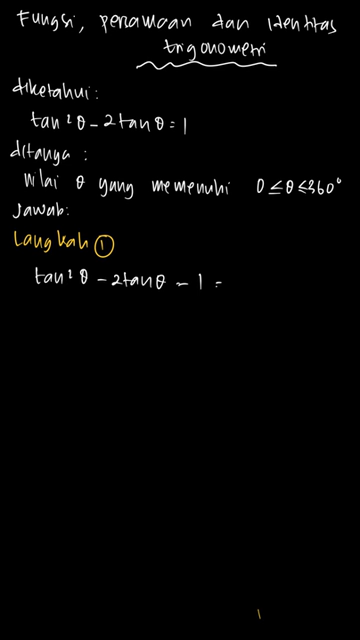 Fungsi, persamaan dan Identitas
trigonometri
diketahui:
tan²θ - 2tanθ = 1
ditanya:
Nilai θ yang memenuhi 0 ≤ θ ≤ 360°
Jawab:
Langkah ①
tan²θ - 2tanθ - 1 =